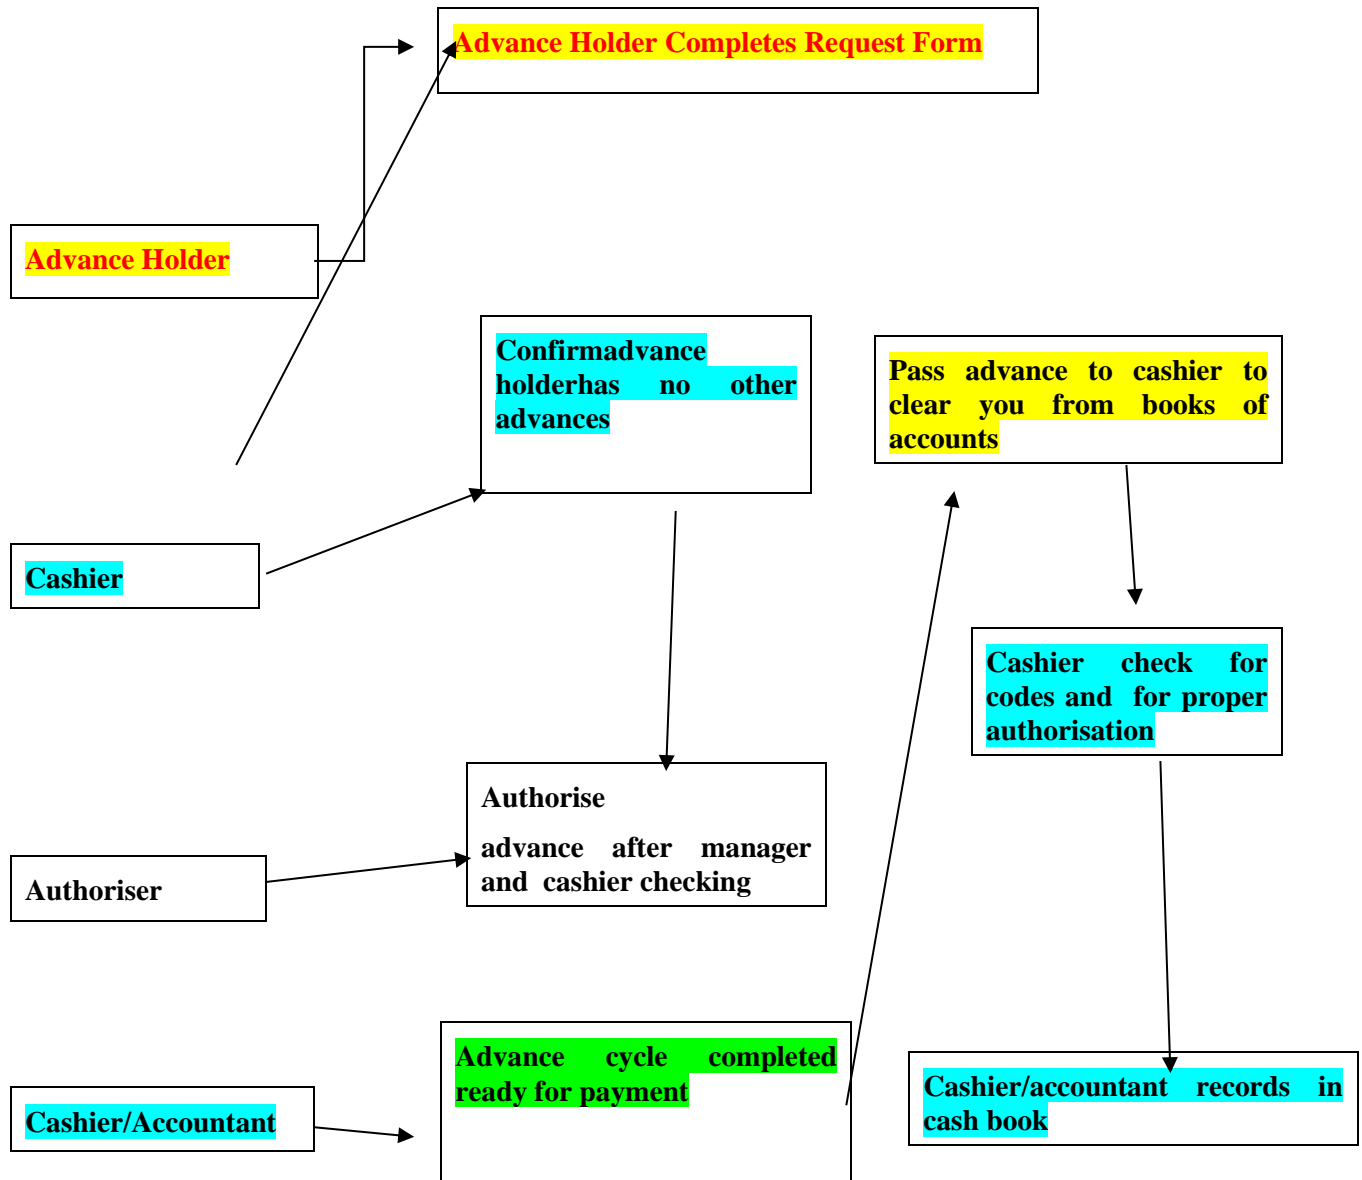 Advance Holder Completes Request Form
Advance Holder
Confirmadvance
holderhas no other
advances
Pass advance to cashier to
clear you from books of
accounts
Cashier
Cashier check for
codes and for proper
authorisation
Authorise
advance after manager
and cashier checking
Authoriser
Advance cycle completed
ready for payment
Cashier/Accountant
Cashier/accountant records in
cash book